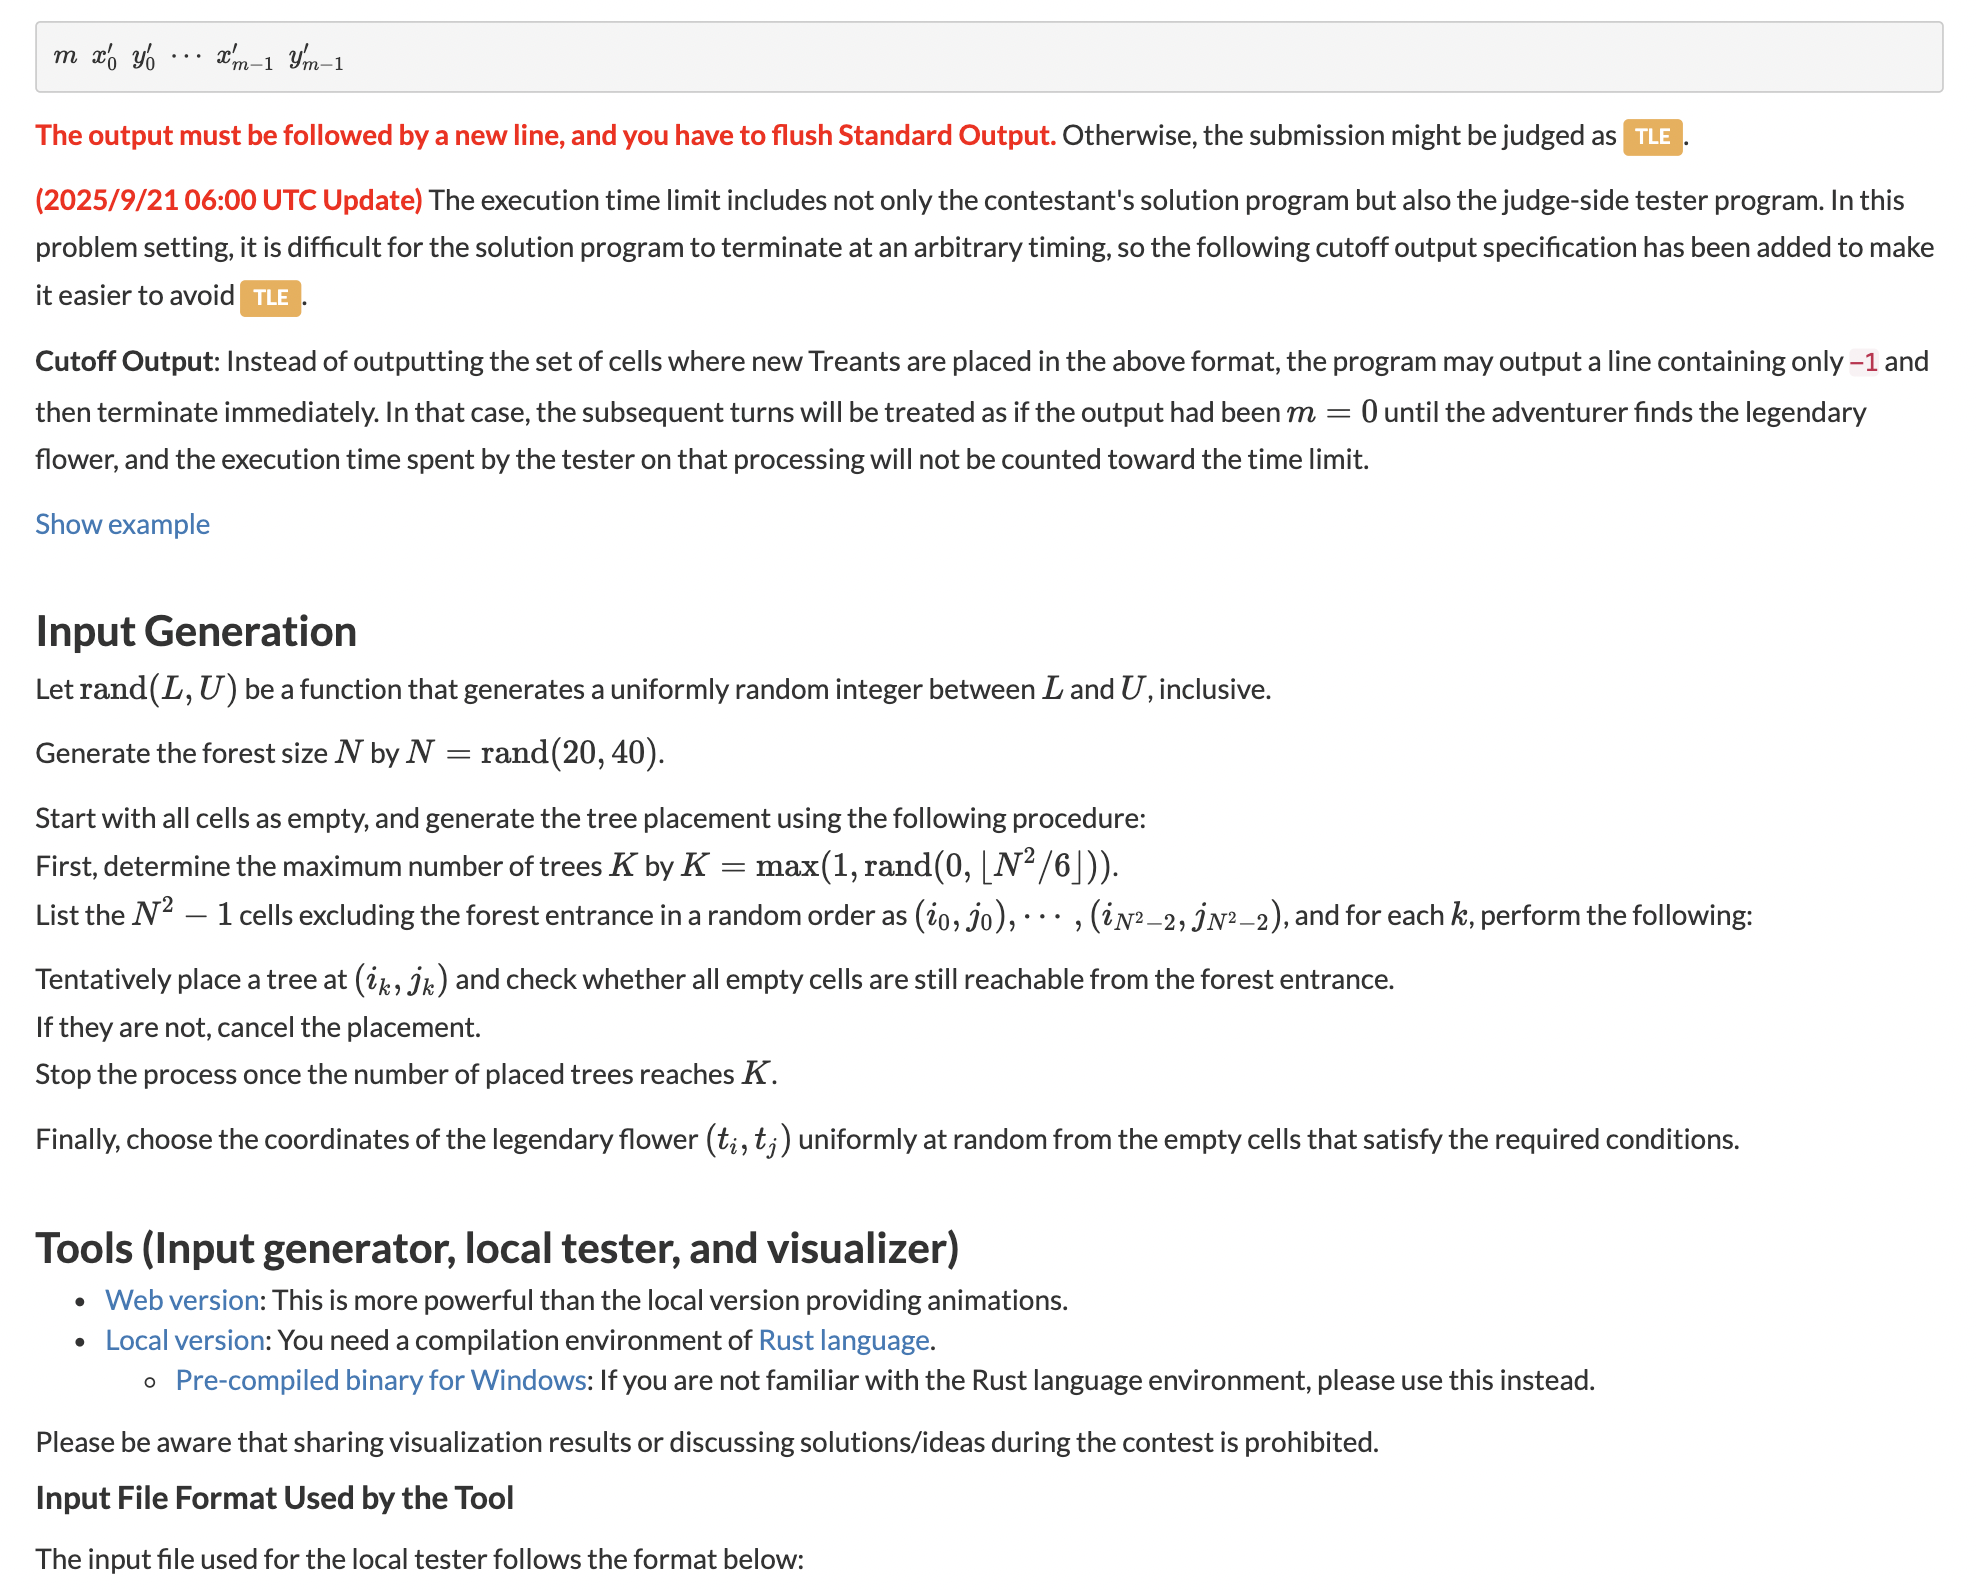 m x′₀ y′₀ ⋯ x′ₘ₋₁ y′ₘ₋₁
The output must be followed by a new line, and you have to flush Standard Output. Otherwise, the submission might be judged as TLE.
(2025/9/21 06:00 UTC Update) The execution time limit includes not only the contestant's solution program but also the judge-side tester program. In this
problem setting, it is difficult for the solution program to terminate at an arbitrary timing, so the following cutoff output specification has been added to make
it easier to avoid TLE.
Cutoff Output: Instead of outputting the set of cells where new Treants are placed in the above format, the program may output a line containing only −1 and
then terminate immediately. In that case, the subsequent turns will be treated as if the output had been m = 0 until the adventurer finds the legendary
flower, and the execution time spent by the tester on that processing will not be counted toward the time limit.
Show example
Input Generation
Let rand(L, U) be a function that generates a uniformly random integer between L and U, inclusive.
Generate the forest size N by N = rand(20, 40).
Start with all cells as empty, and generate the tree placement using the following procedure:
First, determine the maximum number of trees K by K = max(1, rand(0, ⌊N²/6⌋)).
List the N² − 1 cells excluding the forest entrance in a random order as (i₀, j₀), ⋯ , (i_{N²−2}, j_{N²−2}), and for each k, perform the following:
Tentatively place a tree at (iₖ, jₖ) and check whether all empty cells are still reachable from the forest entrance.
If they are not, cancel the placement.
Stop the process once the number of placed trees reaches K.
Finally, choose the coordinates of the legendary flower (tᵢ, tⱼ) uniformly at random from the empty cells that satisfy the required conditions.
Tools (Input generator, local tester, and visualizer)
• Web version: This is more powerful than the local version providing animations.
• Local version: You need a compilation environment of Rust language.
◦ Pre-compiled binary for Windows: If you are not familiar with the Rust language environment, please use this instead.
Please be aware that sharing visualization results or discussing solutions/ideas during the contest is prohibited.
Input File Format Used by the Tool
The input file used for the local tester follows the format below: